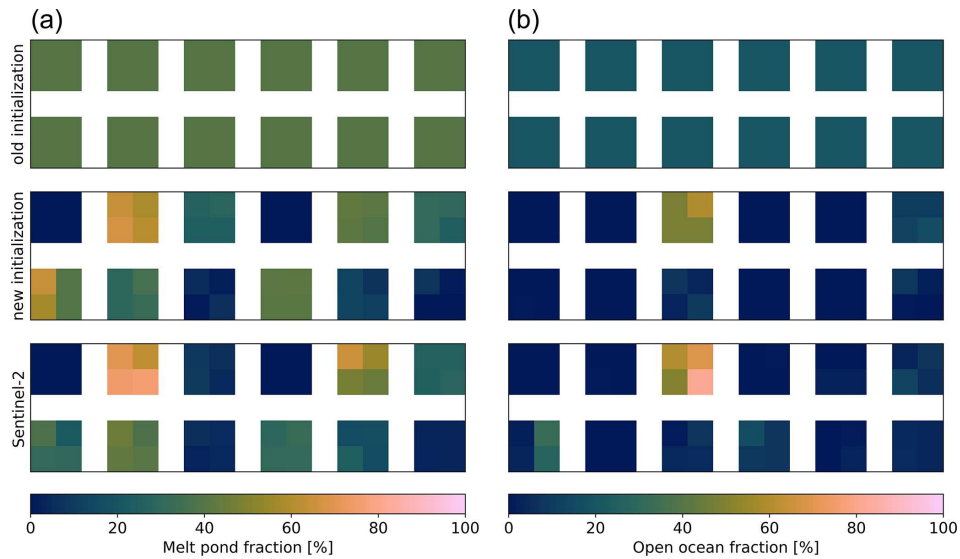 (a)
(b)
old initialization
new initialization
Sentinel-2
0 20 40 60 80 100
Melt pond fraction [%]
0 20 40 60 80 100
Open ocean fraction [%]